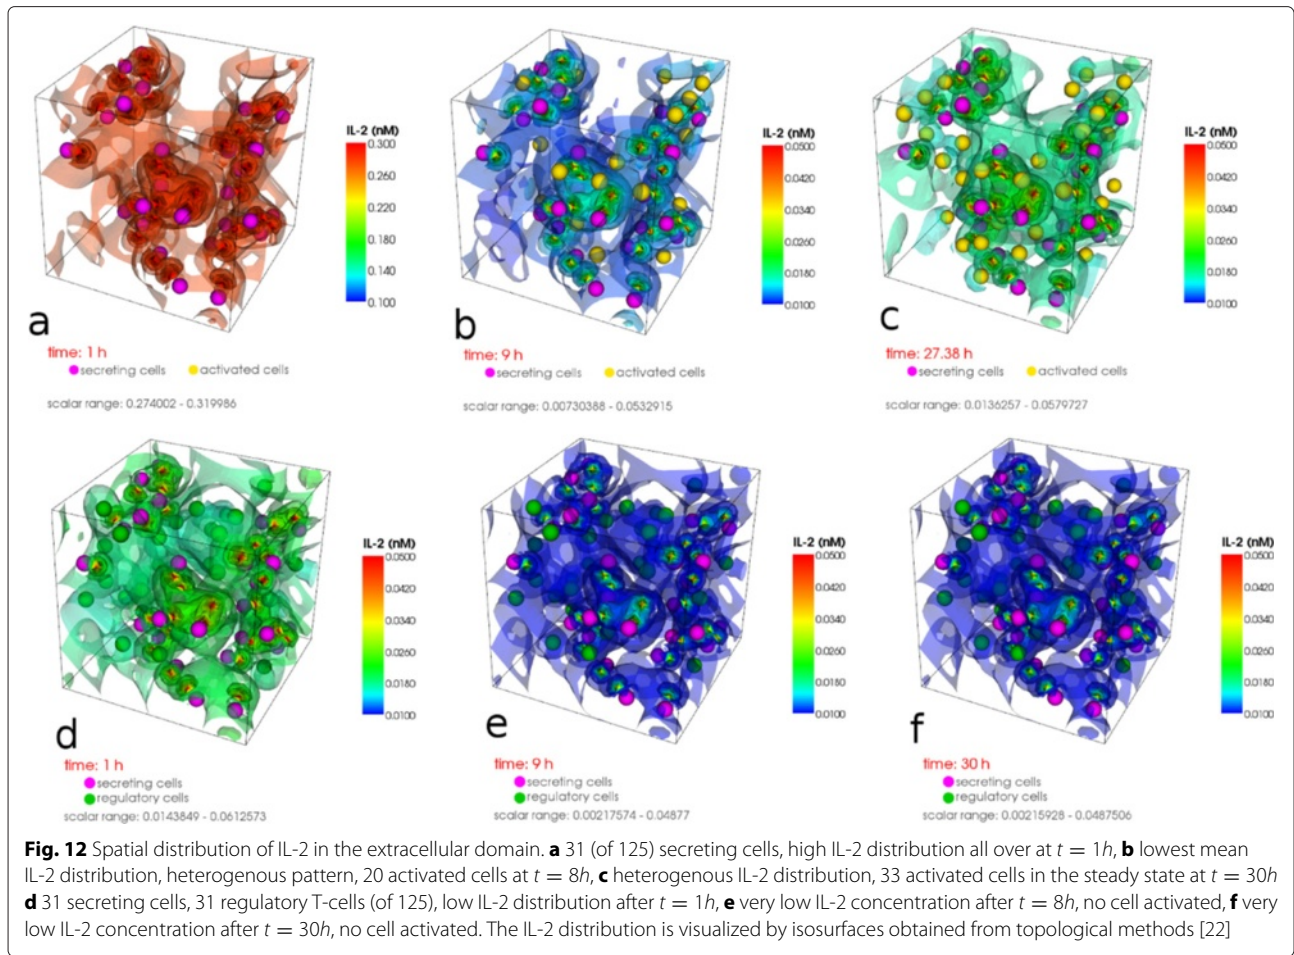 IL-2 (nM)
0.300
0.260
0.220
0.180
0.140
0.100
a
time: 1 h
secreting cells activated cells
scalar range: 0.274002 - 0.319986
IL-2 (nM)
0.0500
0.0420
0.0340
0.0260
0.0180
0.0100
b
time: 9 h
secreting cells activated cells
scalar range: 0.00730388 - 0.0532915
IL-2 (nM)
0.0500
0.0420
0.0340
0.0260
0.0180
0.0100
c
time: 27.38 h
secreting cells activated cells
scalar range: 0.0136257 - 0.0579727
IL-2 (nM)
0.0500
0.0420
0.0340
0.0260
0.0180
0.0100
d
time: 1 h
secreting cells
regulatory cells
scalar range: 0.0143849 - 0.0612573
IL-2 (nM)
0.0500
0.0420
0.0340
0.0260
0.0180
0.0100
e
time: 9 h
secreting cells
regulatory cells
scalar range: 0.00217574 - 0.04877
IL-2 (nM)
0.0500
0.0420
0.0340
0.0260
0.0180
0.0100
f
time: 30 h
secreting cells
regulatory cells
scalar range: 0.00215928 - 0.0487506
Fig. 12 Spatial distribution of IL-2 in the extracellular domain. a 31 (of 125) secreting cells, high IL-2 distribution all over at t = 1h, b lowest mean
IL-2 distribution, heterogenous pattern, 20 activated cells at t = 8h, c heterogenous IL-2 distribution, 33 activated cells in the steady state at t = 30h
d 31 secreting cells, 31 regulatory T-cells (of 125), low IL-2 distribution after t = 1h, e very low IL-2 concentration after t = 8h, no cell activated, f very
low IL-2 concentration after t = 30h, no cell activated. The IL-2 distribution is visualized by isosurfaces obtained from topological methods [22]